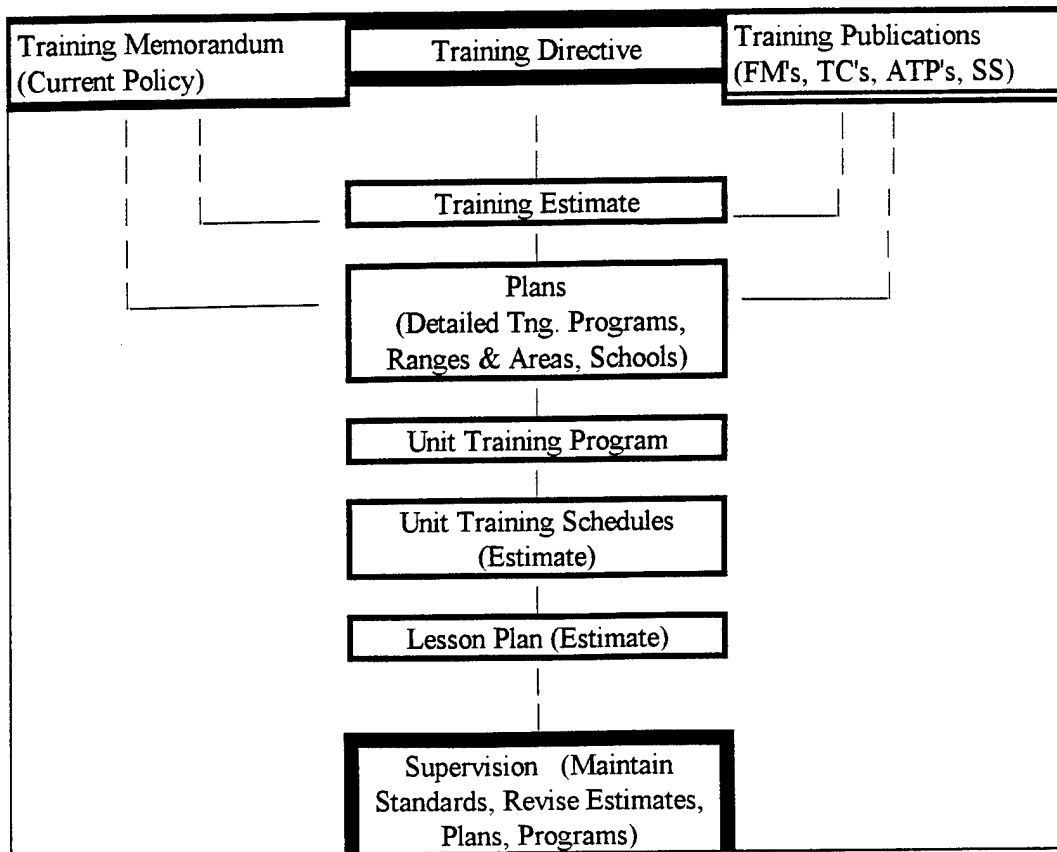 Training Memorandum
(Current Policy)
Training Directive
Training Publications
(FM's, TC's, ATP's, SS)
Training Estimate
Plans
(Detailed Tng. Programs,
Ranges & Areas, Schools)
Unit Training Program
Unit Training Schedules
(Estimate)
Lesson Plan (Estimate)
Supervision (Maintain
Standards, Revise Estimates,
Plans, Programs)